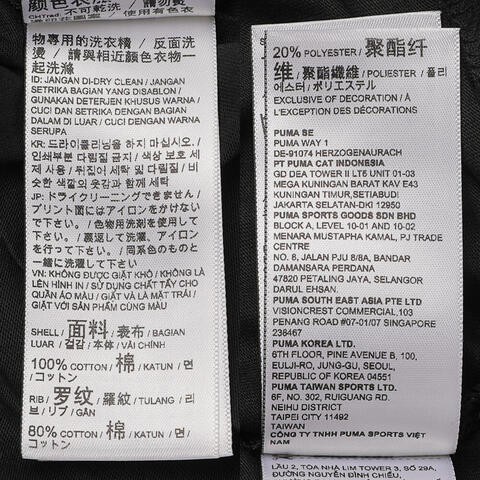 顏色衣
CHTrad: 不可乾洗 / 請勿
印花圖案 / 使用有色衣
物專用的洗衣精 / 反面洗
燙 / 請與相近顏色衣物一
起洗滌
ID: JANGAN DI-DRY CLEAN / JANGAN
SETRIKA BAGIAN YANG DISABLON /
GUNAKAN DETERJEN KHUSUS WARNA /
CUCI DAN SETRIKA DENGAN BAGIAN
DALAM DI LUAR / CUCI DENGAN WARNA
SERUPA
KR: 드라이클리닝을 하지 마십시오. /
인쇄부분 다림질 금지 / 색상 보호 세
제 사용 / 뒤집어 세탁 및 다림질 / 비
슷한 색깔의 옷감과 함께 세탁
JP: ドライクリーニングできません /
プリント面にはアイロンをかけない
で下さい。 / 色物用洗剤を使用して
下さい。 / 裏返して洗濯、アイロン
を行って下さい。 / 同系色のものと
一緒に洗濯して下さい
VN: KHÔNG ĐƯỢC GIẶT KHÔ / KHÔNG LÀ
LÊN HÌNH IN / SỬ DỤNG CHẤT TẨY CHO
QUẦN ÁO MÀU / GIẶT VÀ LÀ MẶT TRÁI /
GIẶT VỚI SẢN PHẨM CÙNG MÀU
SHELL / 面料 / 表布 / BAGIAN
LUAR / 겉감 / 本体 / VẢI CHÍNH
100% COTTON / 棉 / KATUN / 면
/ コットン
RIB / 罗纹 / 羅紋 / TULANG / 리
브 / リブ / GÂN
80% COTTON / 棉 / KATUN / 면 /
コットン
20% POLYESTER / 聚酯纤
维 / 聚酯纖維 / POLIESTER / 폴리
에스터 / ポリエステル
EXCLUSIVE OF DECORATION / À
L'EXCEPTION DES DÉCORATIONS
PUMA SE
PUMA WAY 1
DE-91074 HERZOGENAURACH
PT PUMA CAT INDONESIA
GD DEA TOWER II LT6 UNIT 01-03
MEGA KUNINGAN BARAT KAV E43
KUNINGAN TIMUR,SETIABUDI
JAKARTA SELATAN-DKI 12950
PUMA SPORTS GOODS SDN BHD
BLOCK A, LEVEL 10-01 AND 10-02
MENARA MUSTAPHA KAMAL, PJ TRADE
CENTRE
NO. 8, JALAN PJU 8/8A, BANDAR
DAMANSARA PERDANA
47820 PETALING JAYA, SELANGOR
DARUL EHSAN.
PUMA SOUTH EAST ASIA PTE LTD
VISIONCREST COMMERCIAL,103
PENANG ROAD #07-01/07 SINGAPORE
238467
PUMA KOREA LTD.
6TH FLOOR, PINE AVENUE B, 100,
EULJI-RO, JUNG-GU, SEOUL,
REPUBLIC OF KOREA 04551
PUMA TAIWAN SPORTS LTD.
6F, NO. 302, RUIGUANG RD.
NEIHU DISTRICT
TAIWAN 11492
TAIWAN
CÔNG TY TNHH PUMA SPORTS VIỆT
NAM
LẦU 2, TÒA NHÀ LIM TOWER 3, SỐ 29A,
ĐƯỜNG NGUYỄN ĐÌNH CHIỂU,